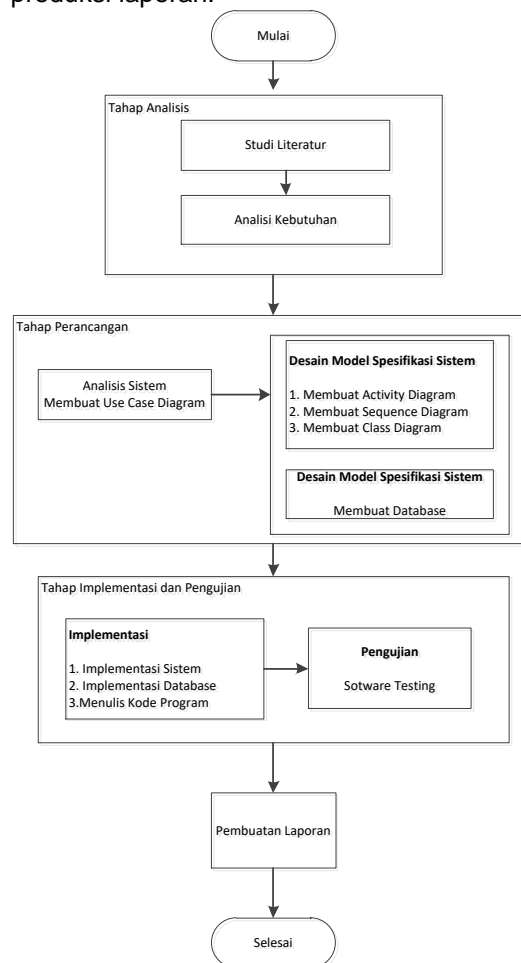 produksi laporan.
Mulai
Tahap Analisis
Studi Literatur
Analisi Kebutuhan
Tahap Perancangan
Analisis Sistem
Membuat Use Case Diagram
Desain Model Spesifikasi Sistem
1. Membuat Activity Diagram
2. Membuat Sequence Diagram
3. Membuat Class Diagram
Desain Model Spesifikasi Sistem
Membuat Database
Tahap Implementasi dan Pengujian
Implementasi
1. Implementasi Sistem
2. Implementasi Database
3.Menulis Kode Program
Pengujian
Sotware Testing
Pembuatan Laporan
Selesai